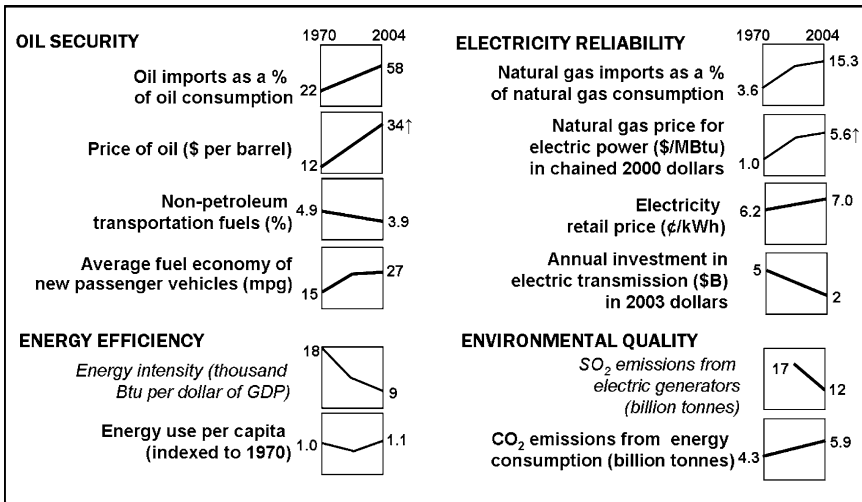 OIL SECURITY
1970 2004
Oil imports as a %
of oil consumption
22
58
Price of oil ($ per barrel)
12
34↑
Non-petroleum
transportation fuels (%)
4.9
3.9
Average fuel economy of
new passenger vehicles (mpg)
15
27
ENERGY EFFICIENCY
Energy intensity (thousand
Btu per dollar of GDP)
18
9
Energy use per capita
(indexed to 1970)
1.0
1.1
ELECTRICITY RELIABILITY
1970 2004
Natural gas imports as a %
of natural gas consumption
3.6
15.3
Natural gas price for
electric power ($/MBtu)
in chained 2000 dollars
1.0
5.6↑
Electricity
retail price (¢/kWh)
6.2
7.0
Annual investment in
electric transmission ($B)
in 2003 dollars
5
2
ENVIRONMENTAL QUALITY
SO₂ emissions from
electric generators
(billion tonnes)
17
12
CO₂ emissions from energy
consumption (billion tonnes)
4.3
5.9